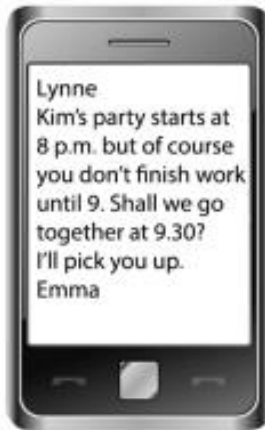 Lynne
Kim's party starts at
8 p.m. but of course
you don't finish work
until 9. Shall we go
together at 9.30?
I'll pick you up.
Emma